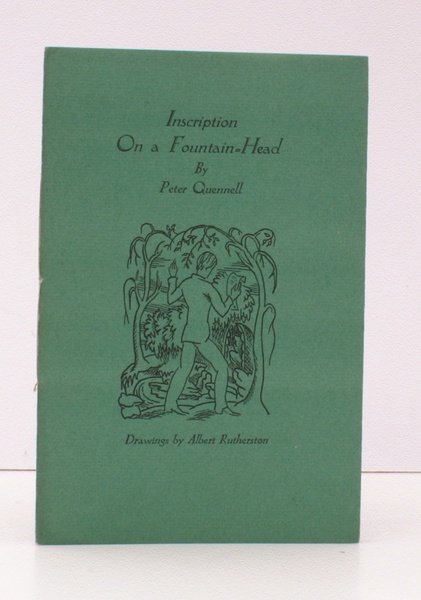 Inscription
On a Fountain=Head
By
Peter Quennell
Drawings by Albert Rutherston